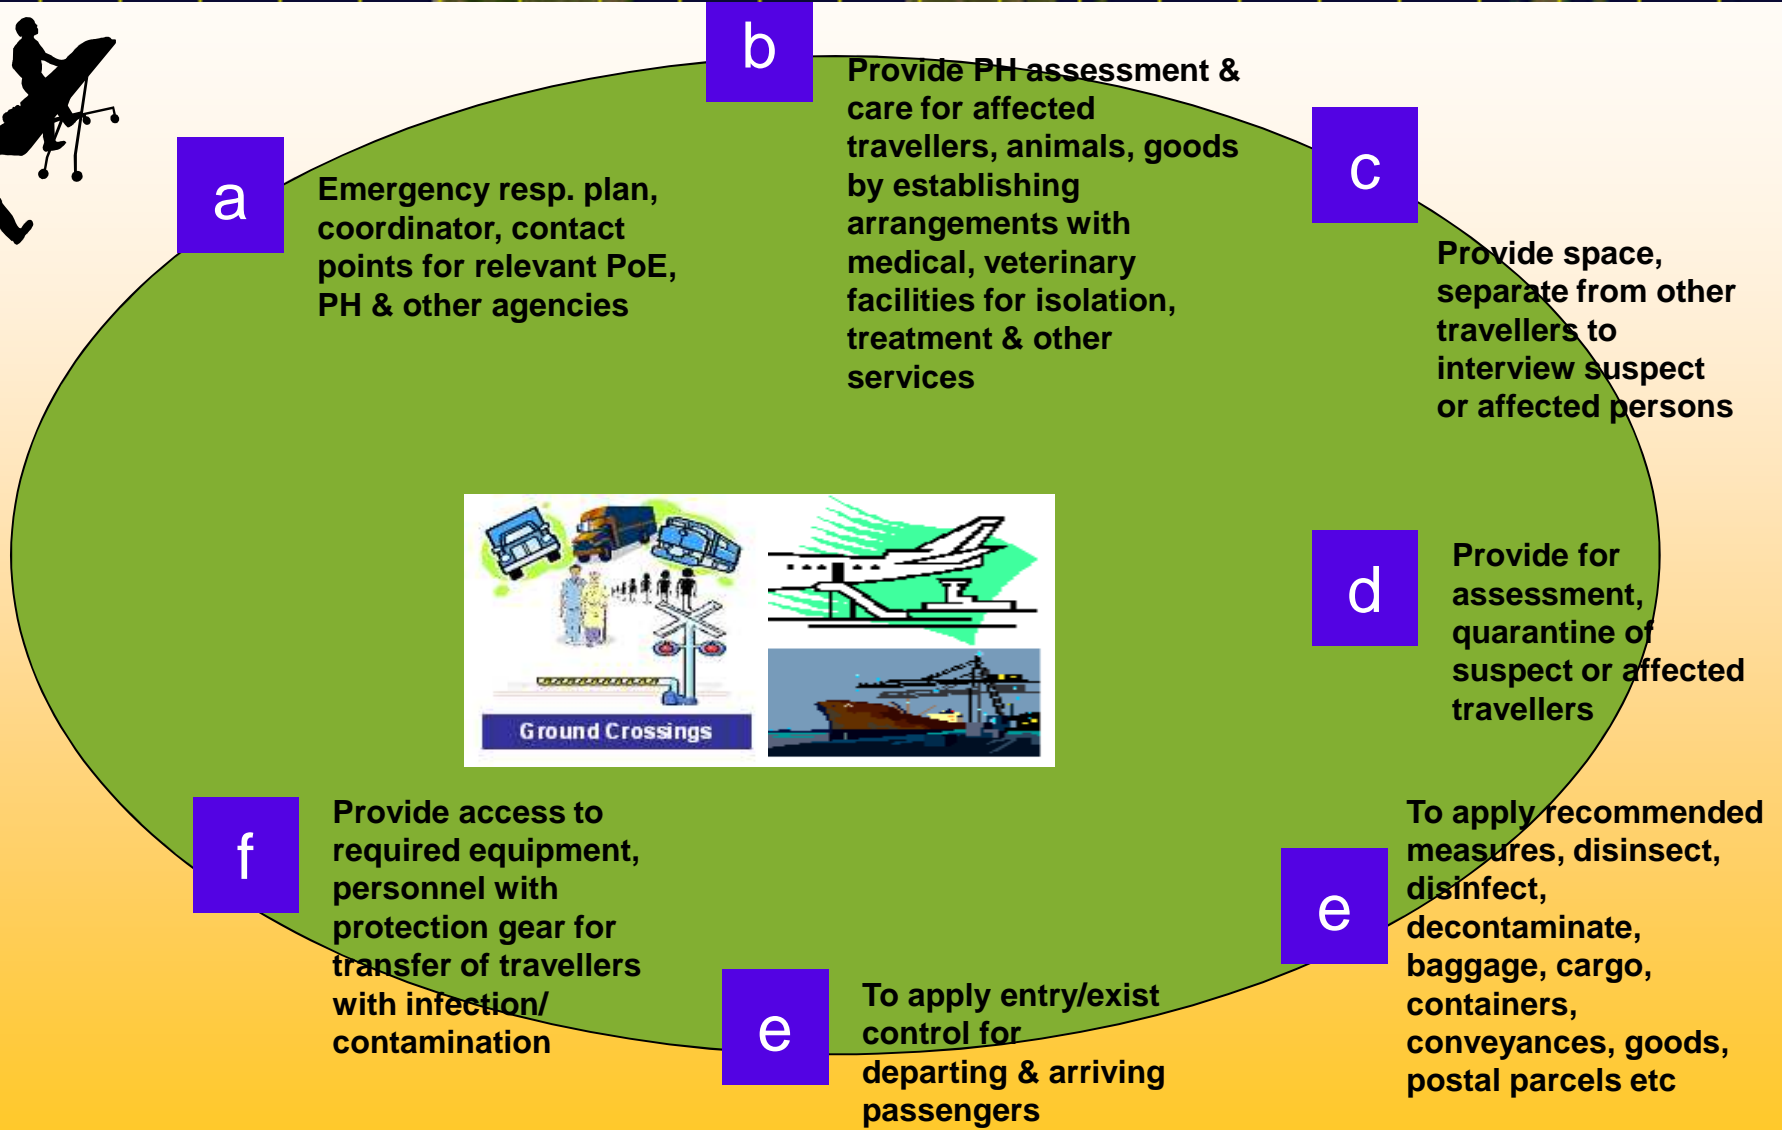 a
Emergency resp. plan,
coordinator, contact
points for relevant PoE,
PH & other agencies
b
Provide PH assessment &
care for affected
travellers, animals, goods
by establishing
arrangements with
medical, veterinary
facilities for isolation,
treatment & other
services
c
Provide space,
separate from other
travellers to
interview suspect
or affected persons
d
Provide for
assessment,
quarantine of
suspect or affected
travellers
e
To apply recommended
measures, disinsect,
disinfect,
decontaminate,
baggage, cargo,
containers,
conveyances, goods,
postal parcels etc
e
To apply entry/exist
control for
departing & arriving
passengers
f
Provide access to
required equipment,
personnel with
protection gear for
transfer of travellers
with infection/
contamination
Ground Crossings